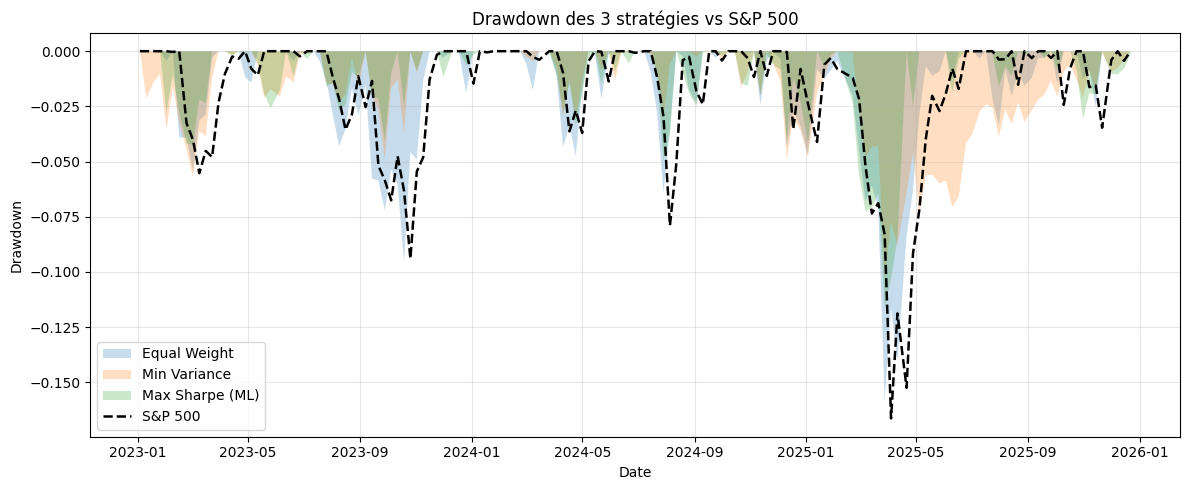 Drawdown des 3 stratégies vs S&P 500
Drawdown
0.000
−0.025
−0.050
−0.075
−0.100
−0.125
−0.150
Equal Weight
Min Variance
Max Sharpe (ML)
S&P 500
2023-01 2023-05 2023-09 2024-01 2024-05 2024-09 2025-01 2025-05 2025-09 2026-01
Date